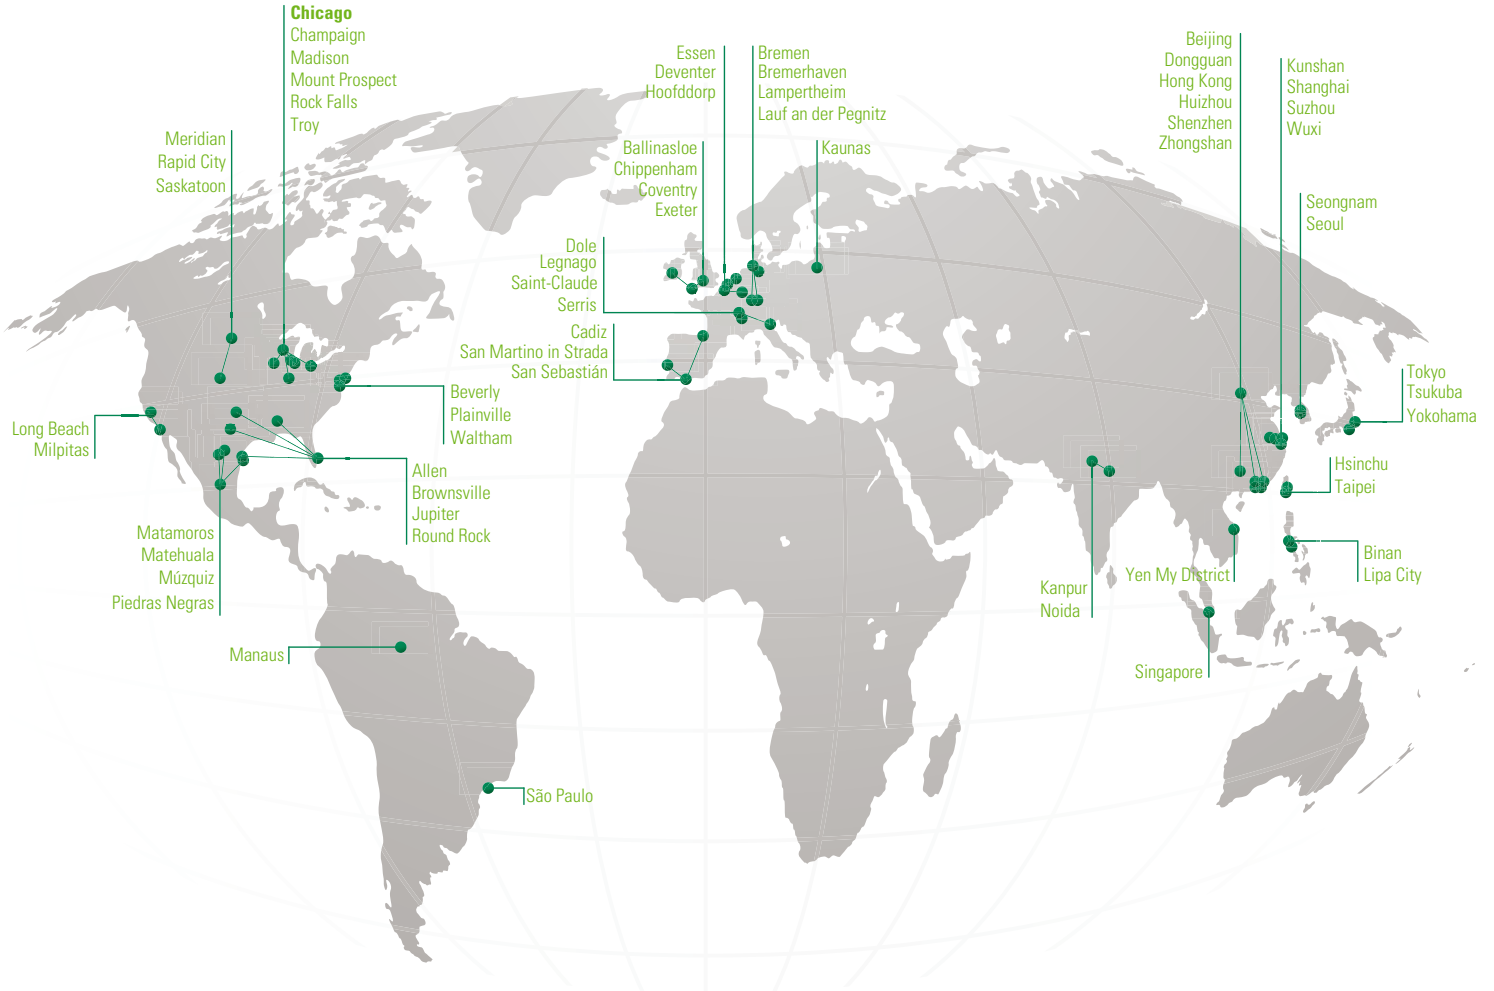 Chicago
Champaign
Madison
Mount Prospect
Rock Falls
Troy
Meridian
Rapid City
Saskatoon
Essen
Deventer
Hoofddorp
Bremen
Bremerhaven
Lampertheim
Lauf an der Pegnitz
Ballinasloe
Chippenham
Coventry
Exeter
Kaunas
Dole
Legnago
Saint-Claude
Serris
Cadiz
San Martino in Strada
San Sebastián
Beijing
Dongguan
Hong Kong
Huizhou
Shenzhen
Zhongshan
Kunshan
Shanghai
Suzhou
Wuxi
Seongnam
Seoul
Tokyo
Tsukuba
Yokohama
Long Beach
Milpitas
Beverly
Plainville
Waltham
Allen
Brownsville
Jupiter
Round Rock
Matamoros
Matehuala
Múzquiz
Piedras Negras
Hsinchu
Taipei
Binan
Lipa City
Yen My District
Kanpur
Noida
Singapore
Manaus
São Paulo